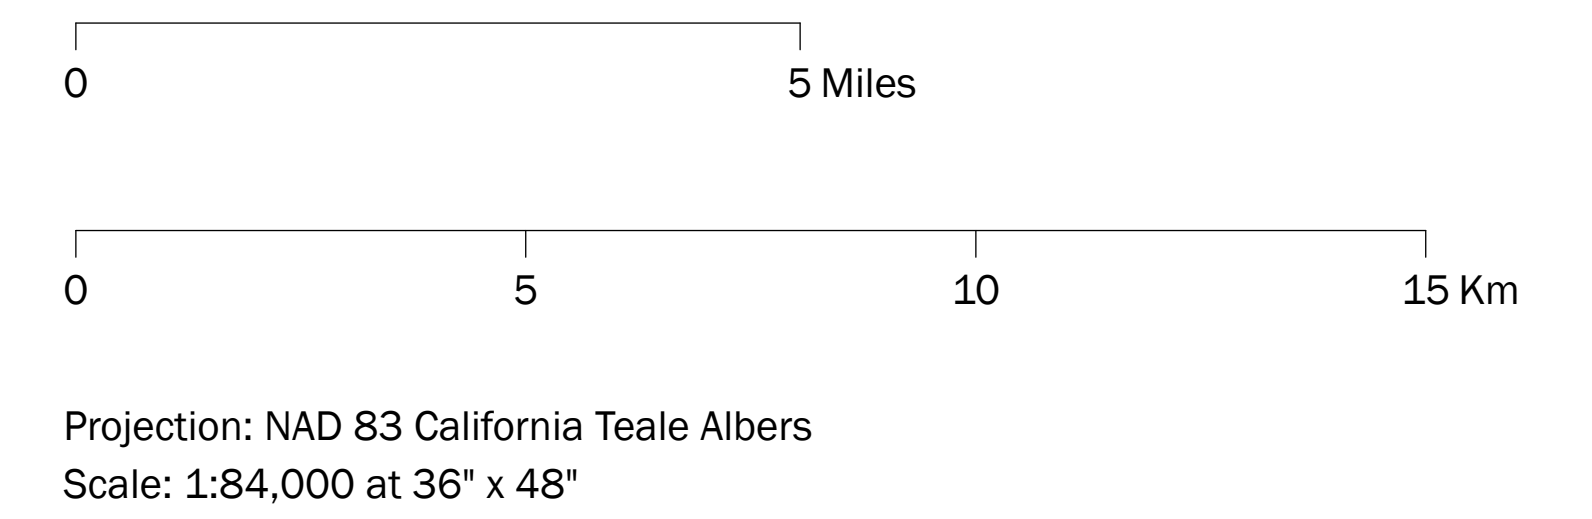 0 5 Miles
0 5 10 15 Km
Projection: NAD 83 California Teale Albers
Scale: 1:84,000 at 36" x 48"